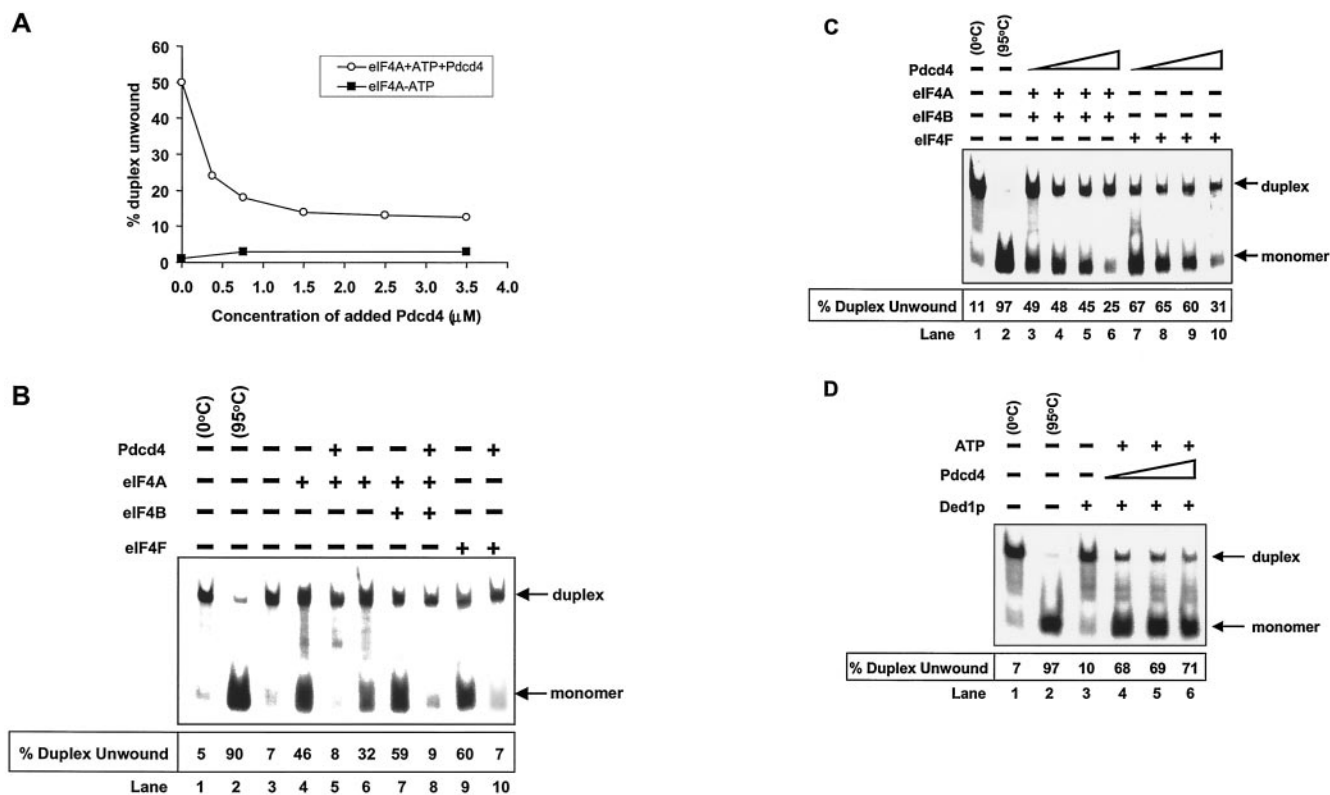 A
% duplex unwound
60
50
40
30
20
10
0
0.0 0.5 1.0 1.5 2.0 2.5 3.0 3.5 4.0
Concentration of added Pdcd4 (μM)
eIF4A+ATP+Pdcd4
eIF4A-ATP
B
(0°C) (95°C)
Pdcd4 − − − − + − − + − +
eIF4A − − − + + + + + − −
eIF4B − − − − − − + + − −
eIF4F − − − − − − − − + +
duplex
monomer
% Duplex Unwound 5 90 7 46 8 32 59 9 60 7
Lane 1 2 3 4 5 6 7 8 9 10
C
(0°C) (95°C)
Pdcd4 − −
eIF4A − − + + + + − − − −
eIF4B − − + + + + − − − −
eIF4F − − − − − − + + + +
duplex
monomer
% Duplex Unwound 11 97 49 48 45 25 67 65 60 31
Lane 1 2 3 4 5 6 7 8 9 10
D
(0°C) (95°C)
ATP − − − + + +
Pdcd4 − − −
Ded1p − − + + + +
duplex
monomer
% Duplex Unwound 7 97 10 68 69 71
Lane 1 2 3 4 5 6